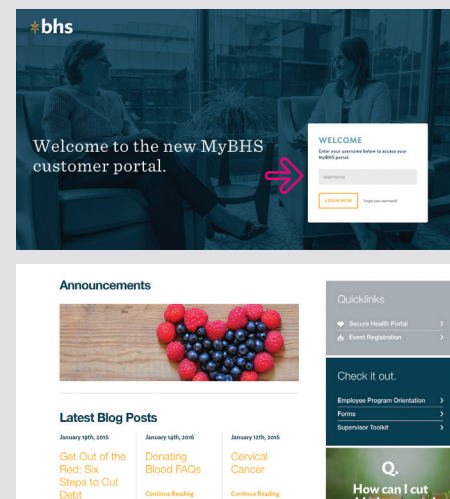 bhs
Welcome to the new MyBHS
customer portal.
WELCOME
Enter your username below to access your
MyBHS portal.
username
LOGIN NOW
Forgot your username?
Announcements
Latest Blog Posts
January 19th, 2016
Get Out of the
Red: Six
Steps to Cut
Debt
January 14th, 2016
Donating
Blood FAQs
Continue Reading
January 12th, 2016
Cervical
Cancer
Continue Reading
Quicklinks
Secure Health Portal
Event Registration
Check it out.
Employee Program Orientation
Forms
Supervisor Toolkit
Q.
How can I cut